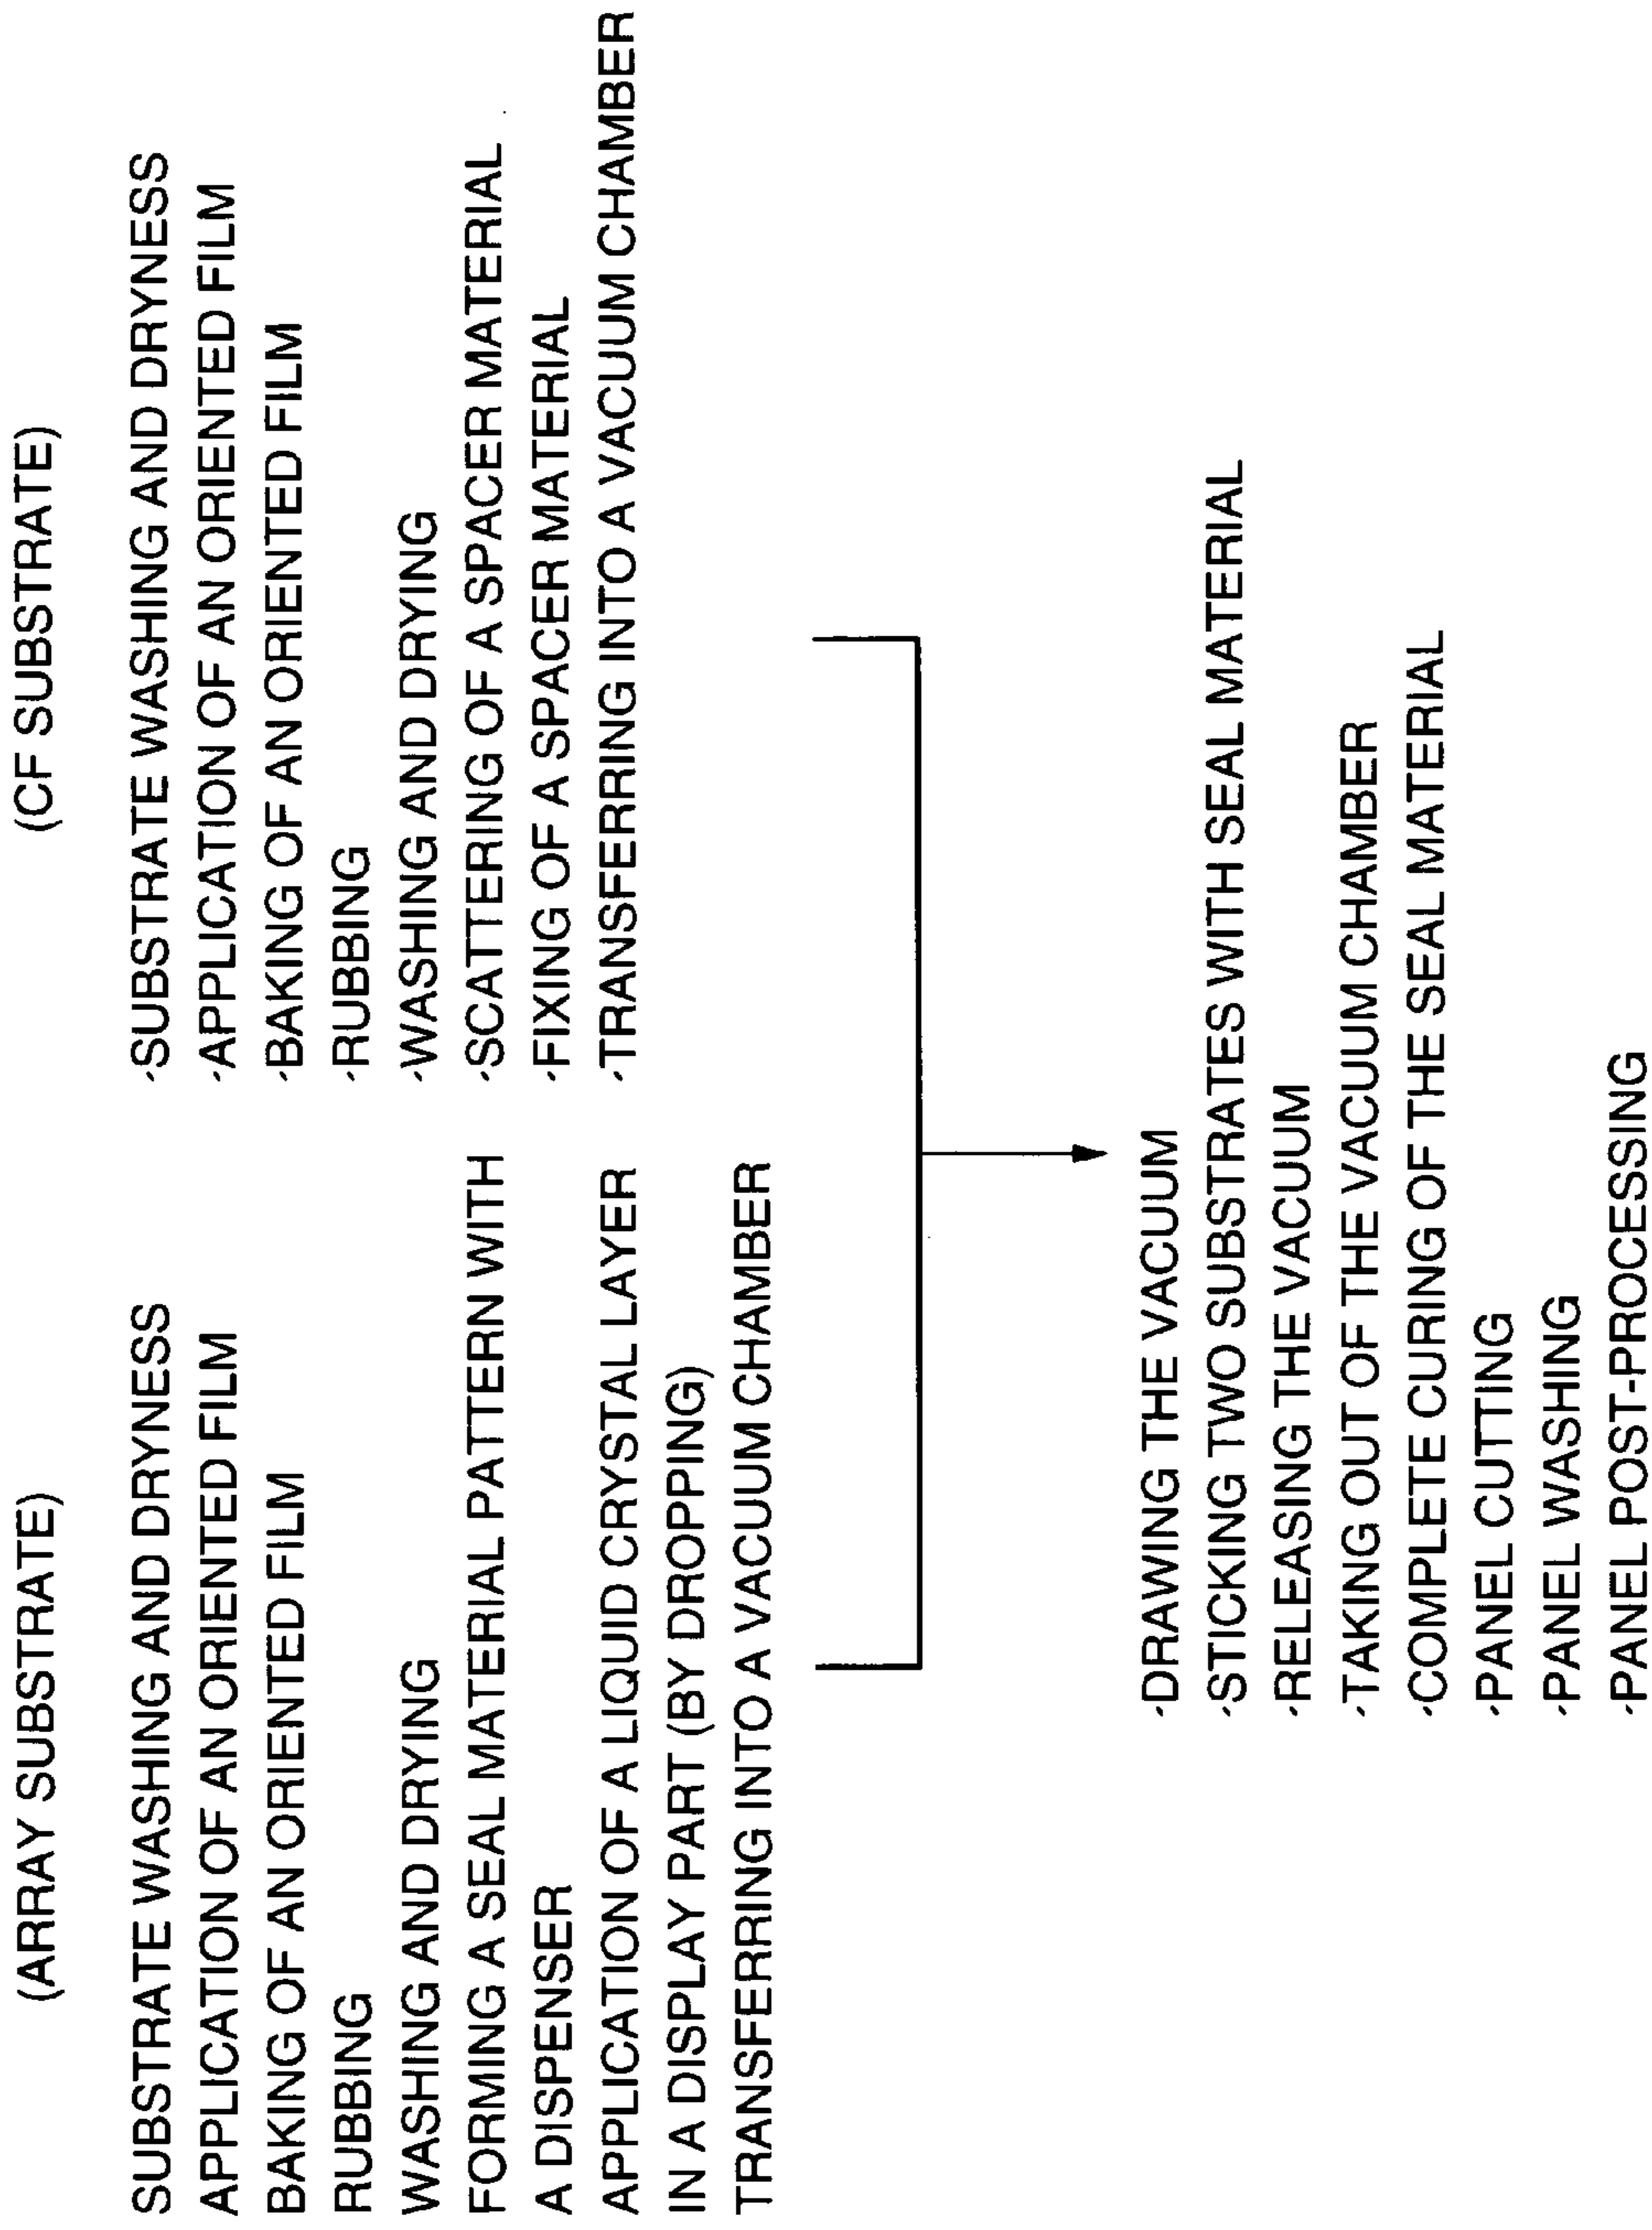 (ARRAY SUBSTRATE)
SUBSTRATE WASHING AND DRYNESS
APPLICATION OF AN ORIENTED FILM
BAKING OF AN ORIENTED FILM
RUBBING
WASHING AND DRYING
FORMING A SEAL MATERIAL PATTERN WITH
A DISPENSER
APPLICATION OF A LIQUID CRYSTAL LAYER
IN A DISPLAY PART (BY DROPPING)
TRANSFERRING INTO A VACUUM CHAMBER
(CF SUBSTRATE)
·SUBSTRATE WASHING AND DRYNESS
·APPLICATION OF AN ORIENTED FILM
·BAKING OF AN ORIENTED FILM
·RUBBING
·WASHING AND DRYING
·SCATTERING OF A SPACER MATERIAL
·FIXING OF A SPACER MATERIAL
·TRANSFERRING INTO A VACUUM CHAMBER
·DRAWING THE VACUUM
·STICKING TWO SUBSTRATES WITH SEAL MATERIAL
·RELEASING THE VACUUM
·TAKING OUT OF THE VACUUM CHAMBER
·COMPLETE CURING OF THE SEAL MATERIAL
·PANEL CUTTING
·PANEL WASHING
·PANEL POST-PROCESSING